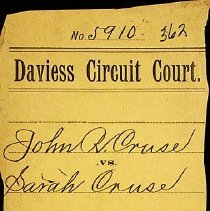 No. 5910. 362
Daviess Circuit Court.
John R. Cruse
vs.
Sarah Cruse